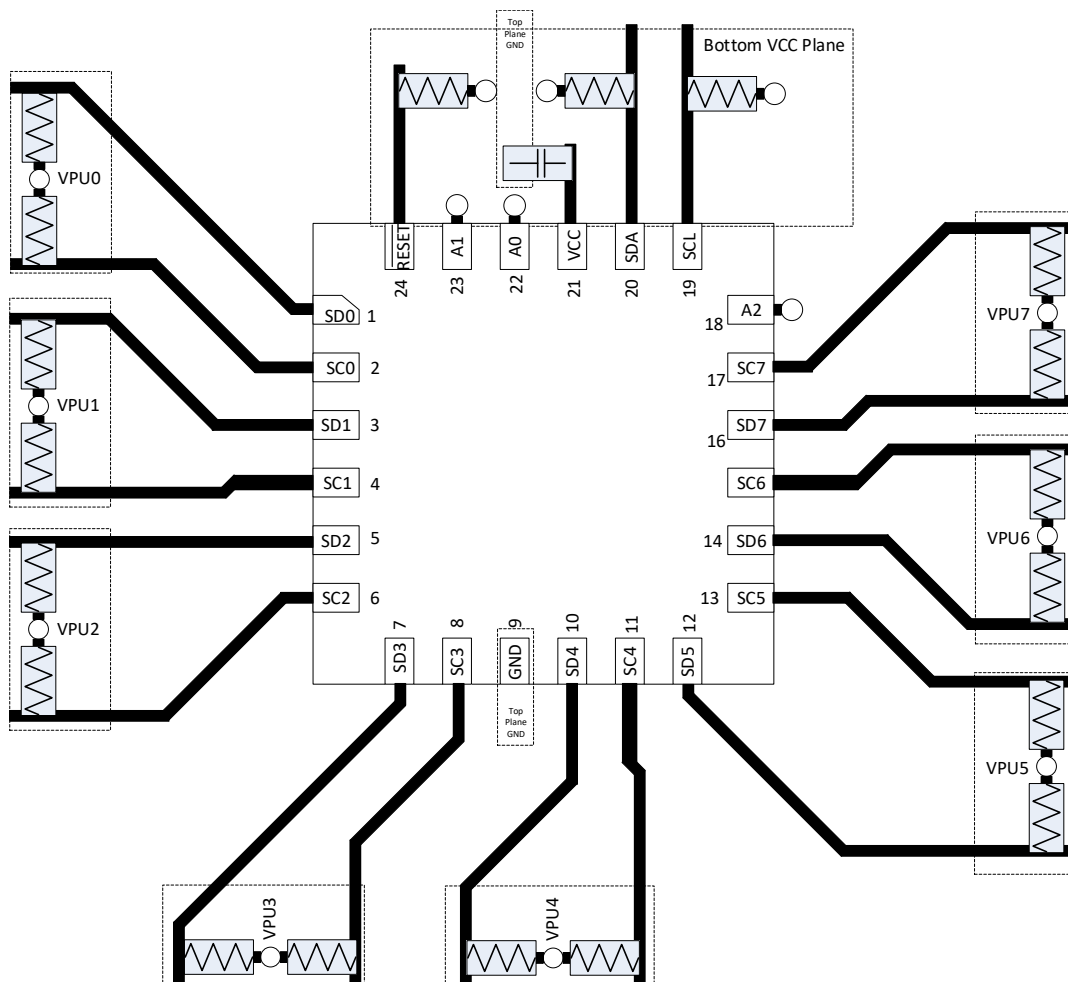 Top
Plane
GND
Bottom VCC Plane
VPU0
RESET
A1
A0
VCC
SDA
SCL
24
23
22
21
20
19
SD0 1
18 A2
VPU7
SC0 2
17 SC7
VPU1
SD1 3
16 SD7
SC1 4
SC6
VPU6
SD2 5
14 SD6
VPU2
SC2 6
13 SC5
7
8
9
10
11
12
SD3
SC3
GND
SD4
SC4
SD5
Top
Plane
GND
VPU5
VPU3
VPU4